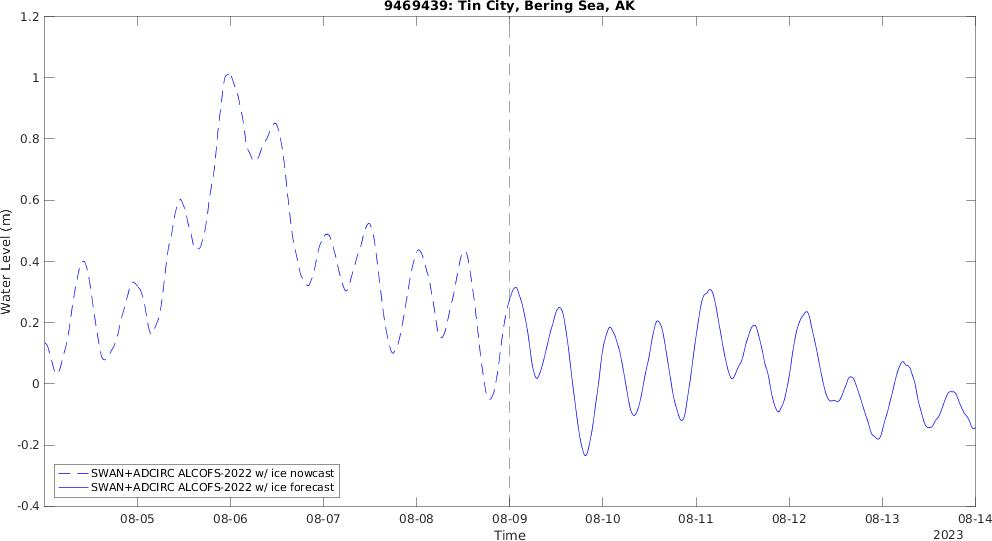 9469439: Tin City, Bering Sea, AK
1.2
1
0.8
0.6
0.4
0.2
0
-0.2
-0.4
Water Level (m)
SWAN+ADCIRC ALCOFS-2022 w/ ice nowcast
SWAN+ADCIRC ALCOFS-2022 w/ ice forecast
08-05 08-06 08-07 08-08 08-09 08-10 08-11 08-12 08-13 08-14
Time
2023